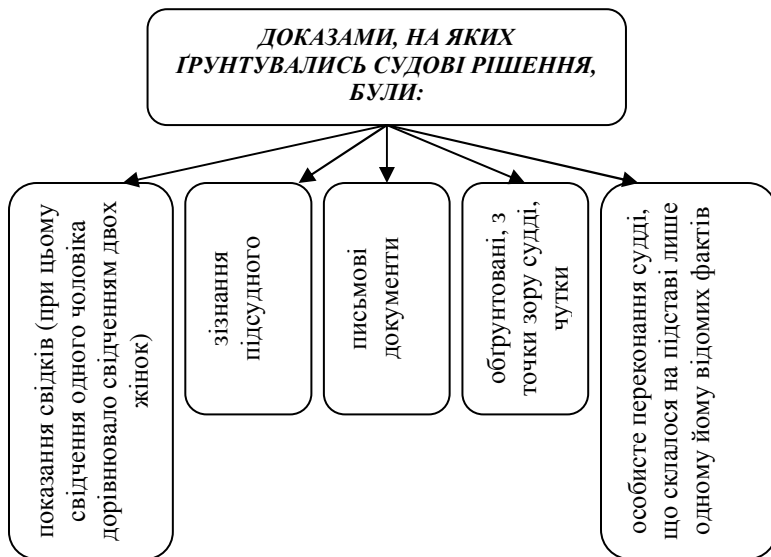 ДОКАЗАМИ, НА ЯКИХ
ҐРУНТУВАЛИСЬ СУДОВІ РІШЕННЯ,
БУЛИ:
показання свідків (при цьому
свідчення одного чоловіка
дорівнювало свідченням двох
жінок)
зізнання
підсудного
письмові
документи
обґрунтовані, з
точки зору судді,
чутки
особисте переконання судді,
що склалося на підставі лише
одному йому відомих фактів